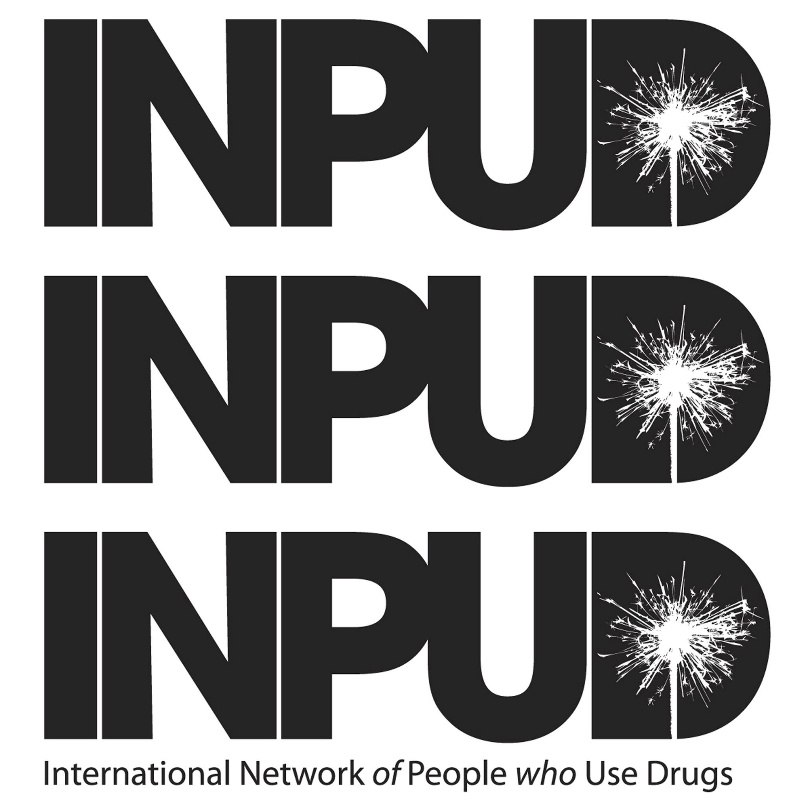 INPUD
INPUD
INPUD
International Network of People who Use Drugs